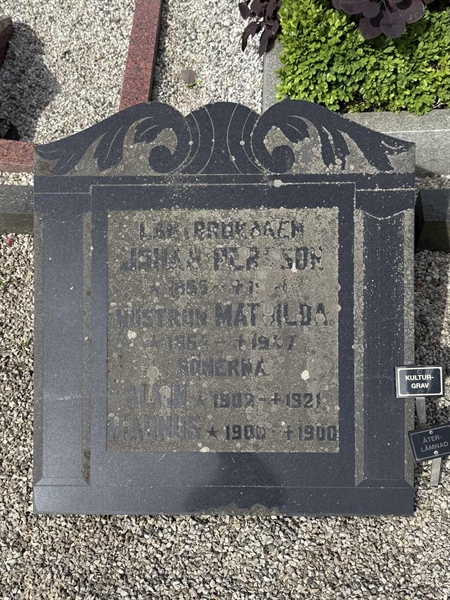 LANTBRUKAREN
JOHAN PERSSON
HUSTRUN MATHILDA
SÖNERNA
★ 1902 - † 1921
MAGNUS ★ 1900 - † 1900
KULTUR-
GRAV
ÅTER-
LÄMNAD